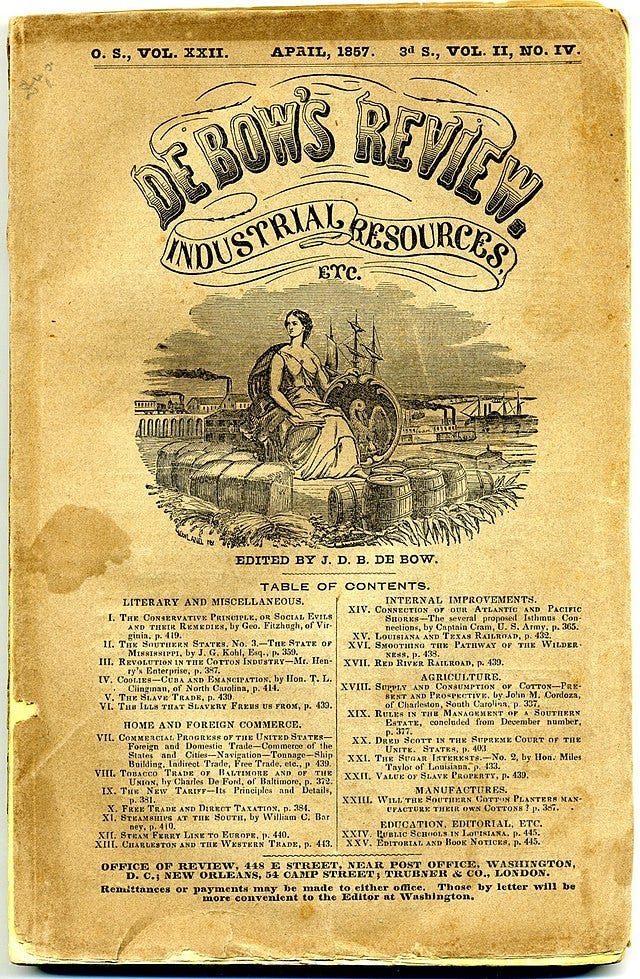 O. S., VOL. XXII. APRIL, 1857. 3d S., VOL. II, NO. IV.
DE BOW'S REVIEW.
INDUSTRIAL RESOURCES,
ETC.
EDITED BY J. D. B. DE BOW.
TABLE OF CONTENTS.
LITERARY AND MISCELLANEOUS.
I. The Conservative Principle, or Social Evils
and their Remedies, by Geo. Fitzhugh, of Vir-
ginia, p. 419.
II. The Southern States. No. 3.—The State of
Mississippi, by J. G. Kohl, Esq., p. 359.
III. Revolution in the Cotton Industry—Mr. Hen-
ry's Enterprise, p. 387.
IV. Coolies—Cuba and Emancipation, by Hon. T. L.
Clingman, of North Carolina, p. 414.
V. The Slave Trade, p. 439.
VI. The Ills that Slavery Frees us from, p. 439.
HOME AND FOREIGN COMMERCE.
VII. Commercial Progress of the United States—
Foreign and Domestic Trade—Commerce of the
States and Cities—Navigation—Tonnage—Ship
Building, Indirect Trade, Free Trade, etc., p 439.
VIII. Tobacco Trade of Baltimore and of the
Union, by Charles De Ford, of Baltimore, p. 372.
IX. The New Tariff—Its Principles and Details,
p. 381.
X. Free Trade and Direct Taxation, p. 384.
XI. Steamships at the South, by William C. Bar
ney, p. 410.
XII. Steam Ferry Line to Europe, p. 440.
XIII. Charleston and the Western Trade, p. 443.
INTERNAL IMPROVEMENTS.
XIV. Connection of our Atlantic and Pacific
Shores—The several proposed Isthmus Con-
nections, by Captain Cram, U. S. Army, p. 365.
XV. Louisiana and Texas Railroad, p. 432.
XVI. Smoothing the Pathway of the Wilder-
ness, p. 438.
XVII. Red River Railroad, p. 439.
AGRICULTURE.
XVIII. Supply and Consumption of Cotton—Pre-
sent and Prospective, by John M. Cordoza,
of Charleston, South Carolina, p. 337.
XIX. Rules in the Management of a Southern
Estate, concluded from December number,
p. 377.
XX. Dred Scott in the Supreme Court of the
Unite. States, p. 403
XXI. The Sugar Interests.—No. 2, by Hon. Miles
Taylor of Louisiana, p. 433.
XXII. Value of Slave Property, p. 439.
MANUFACTURES.
XXIII. Will the Southern Cotton Planters man-
ufacture their own Cottons? p. 387.
EDUCATION, EDITORIAL, ETC.
XXIV. Public Schools in Louisiana, p. 445.
XXV. Editorial and Book Notices, p. 445.
OFFICE OF REVIEW, 448 E STREET, NEAR POST OFFICE, WASHINGTON,
D. C.; NEW ORLEANS, 54 CAMP STREET; TRUBNER & CO., LONDON.
Remittances or payments may be made to either office. Those by letter will be
more convenient to the Editor at Washington.